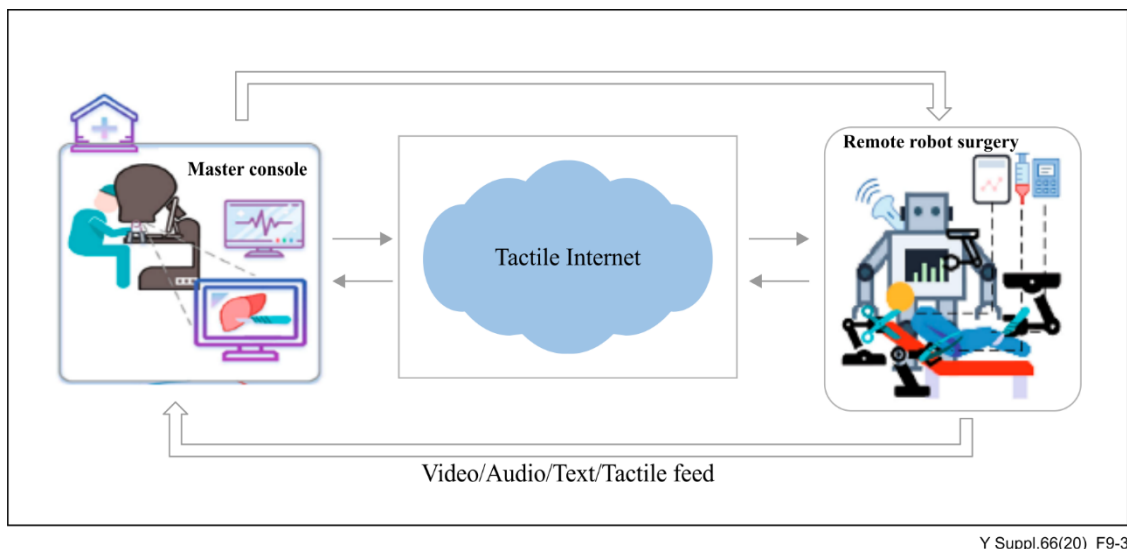 Master console
Remote robot surgery
Tactile Internet
Video/Audio/Text/Tactile feed
Y Suppl.66(20)_F9-3